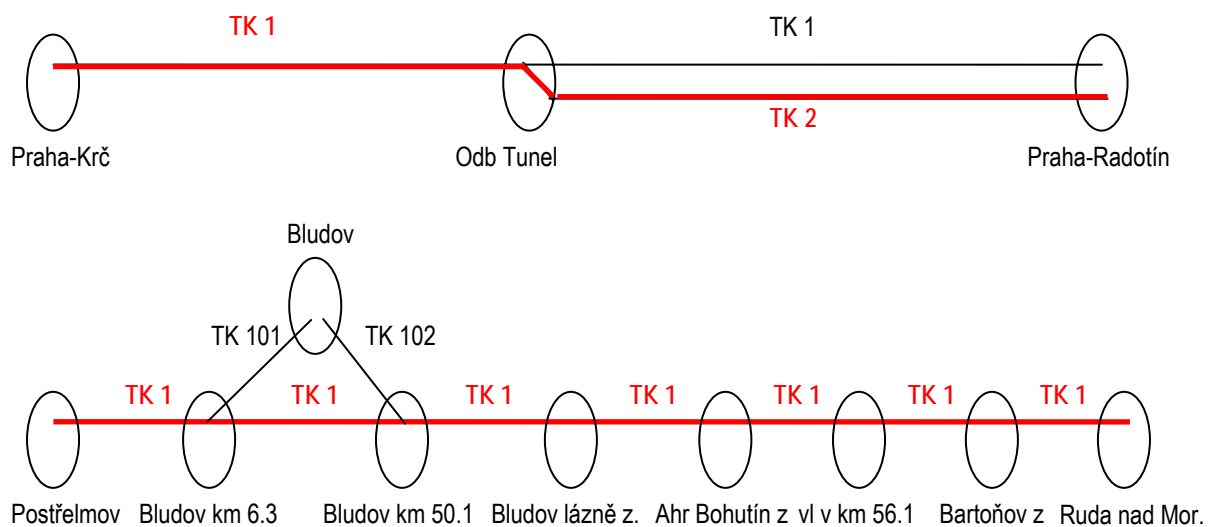 TK 1 TK 1
TK 2
Praha-Krč Odb Tunel Praha-Radotín
Bludov
TK 101 TK 102
TK 1 TK 1 TK 1 TK 1 TK 1 TK 1 TK 1
Postřelmov Bludov km 6.3 Bludov km 50.1 Bludov lázně z. Ahr Bohutín z vl v km 56.1 Bartoňov z Ruda nad Mor.